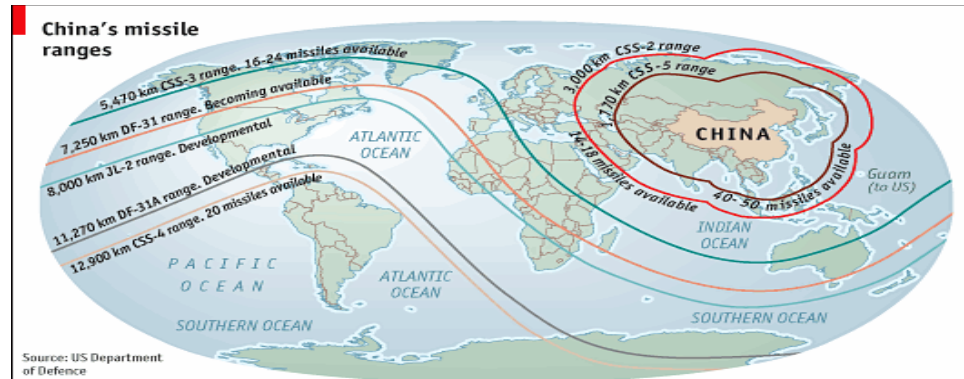 China's missile
ranges
5,470 km CSS-3 range. 16-24 missiles available
7,250 km DF-31 range. Becoming available
8,000 km JL-2 range. Developmental
11,270 km DF-31A range. Developmental
12,900 km CSS-4 range. 20 missiles available
3,000 km CSS-2 range
14-18 missiles available
1,770 km CSS-5 range
40-50 missiles available
CHINA
ATLANTIC
OCEAN
Guam
(to US)
INDIAN
OCEAN
PACIFIC
OCEAN
ATLANTIC
OCEAN
SOUTHERN OCEAN
SOUTHERN OCEAN
Source: US Department
of Defence